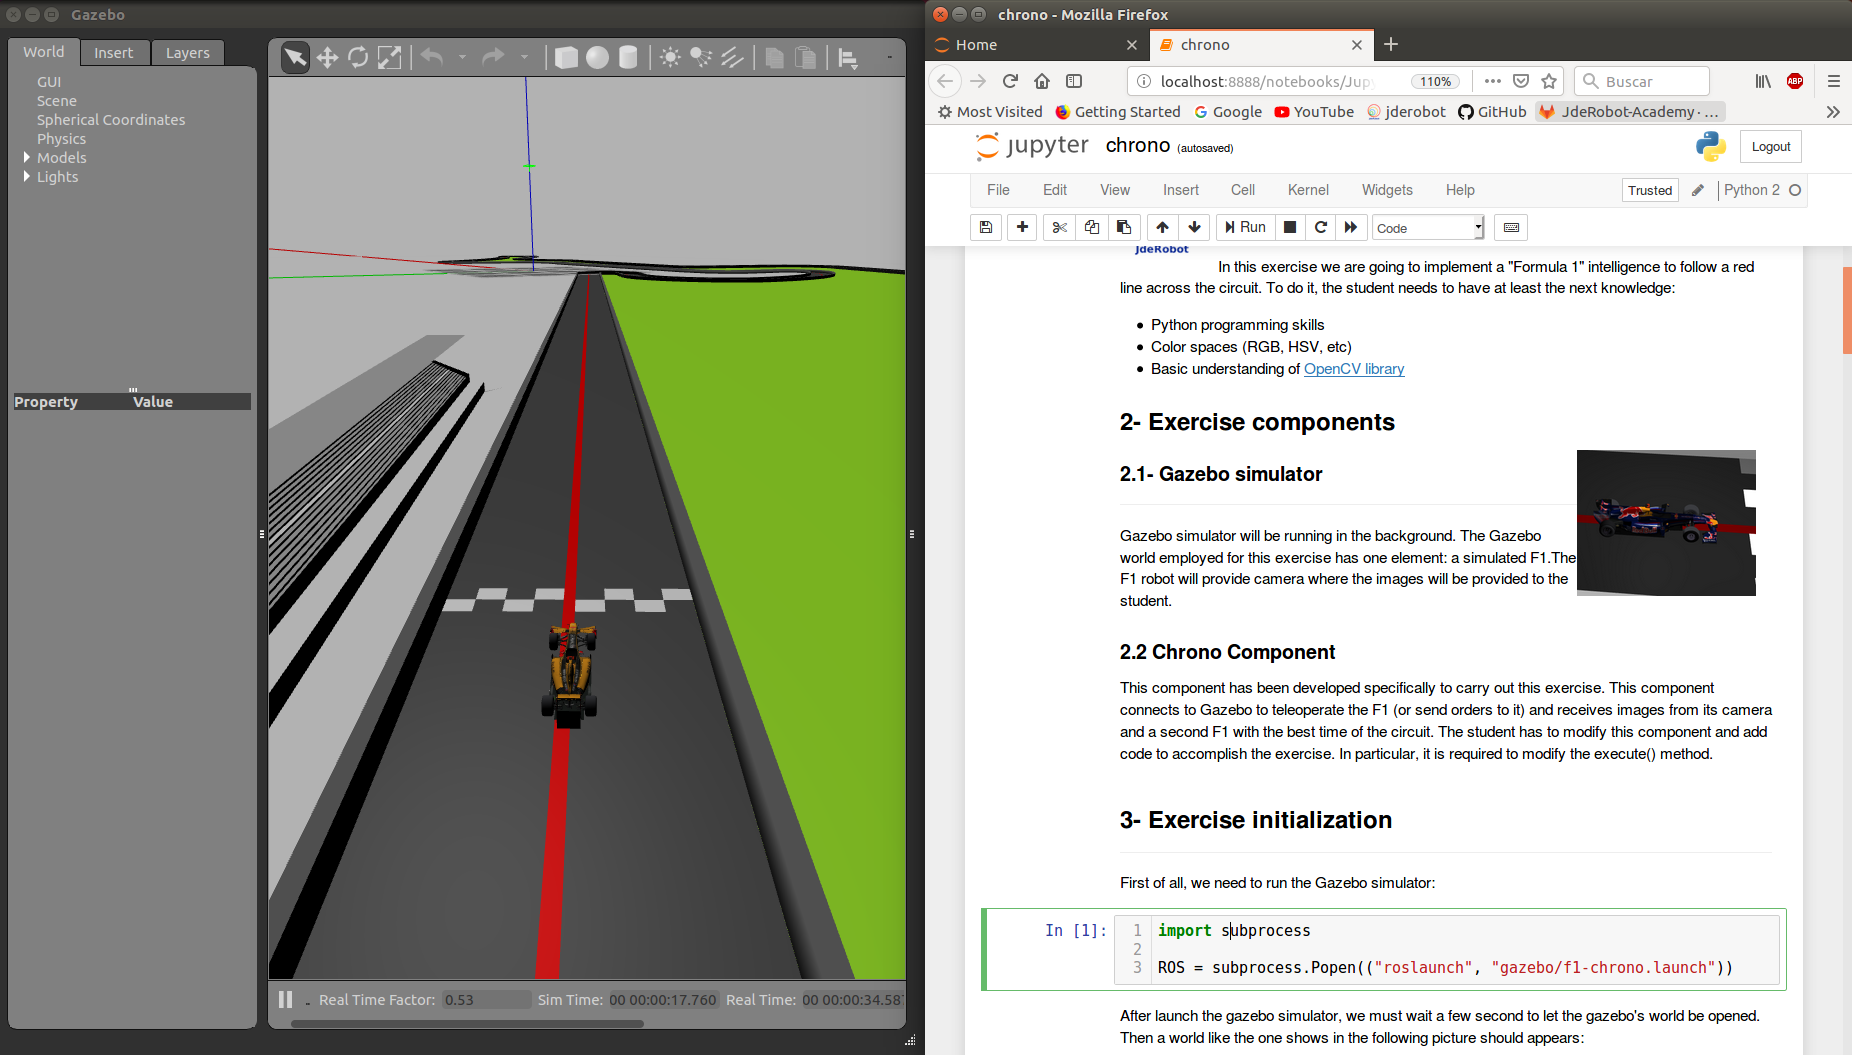 Gazebo
World
Insert
Layers
GUI
Scene
Spherical Coordinates
Physics
Models
Lights
Property
Value
Real Time Factor:
0.53
Sim Time:
00 00:00:17.760
Real Time:
00 00:00:34.587
chrono - Mozilla Firefox
Home
chrono
localhost:8888/notebooks/Jupy
110%
Buscar
ABP
Most Visited
Getting Started
Google
YouTube
jderobot
GitHub
JdeRobot-Academy · ...
jupyter
chrono (autosaved)
Logout
File
Edit
View
Insert
Cell
Kernel
Widgets
Help
Trusted
Python 2
Run
Code
JdeRobot
In this exercise we are going to implement a "Formula 1" intelligence to follow a red
line across the circuit. To do it, the student needs to have at least the next knowledge:
Python programming skills
Color spaces (RGB, HSV, etc)
Basic understanding of OpenCV library
2- Exercise components
2.1- Gazebo simulator
Gazebo simulator will be running in the background. The Gazebo
world employed for this exercise has one element: a simulated F1.The
F1 robot will provide camera where the images will be provided to the
student.
2.2 Chrono Component
This component has been developed specifically to carry out this exercise. This component
connects to Gazebo to teleoperate the F1 (or send orders to it) and receives images from its camera
and a second F1 with the best time of the circuit. The student has to modify this component and add
code to accomplish the exercise. In particular, it is required to modify the execute() method.
3- Exercise initialization
First of all, we need to run the Gazebo simulator:
In [1]:
1 import subprocess
2
3 ROS = subprocess.Popen(("roslaunch", "gazebo/f1-chrono.launch"))
After launch the gazebo simulator, we must wait a few second to let the gazebo's world be opened.
Then a world like the one shows in the following picture should appears: